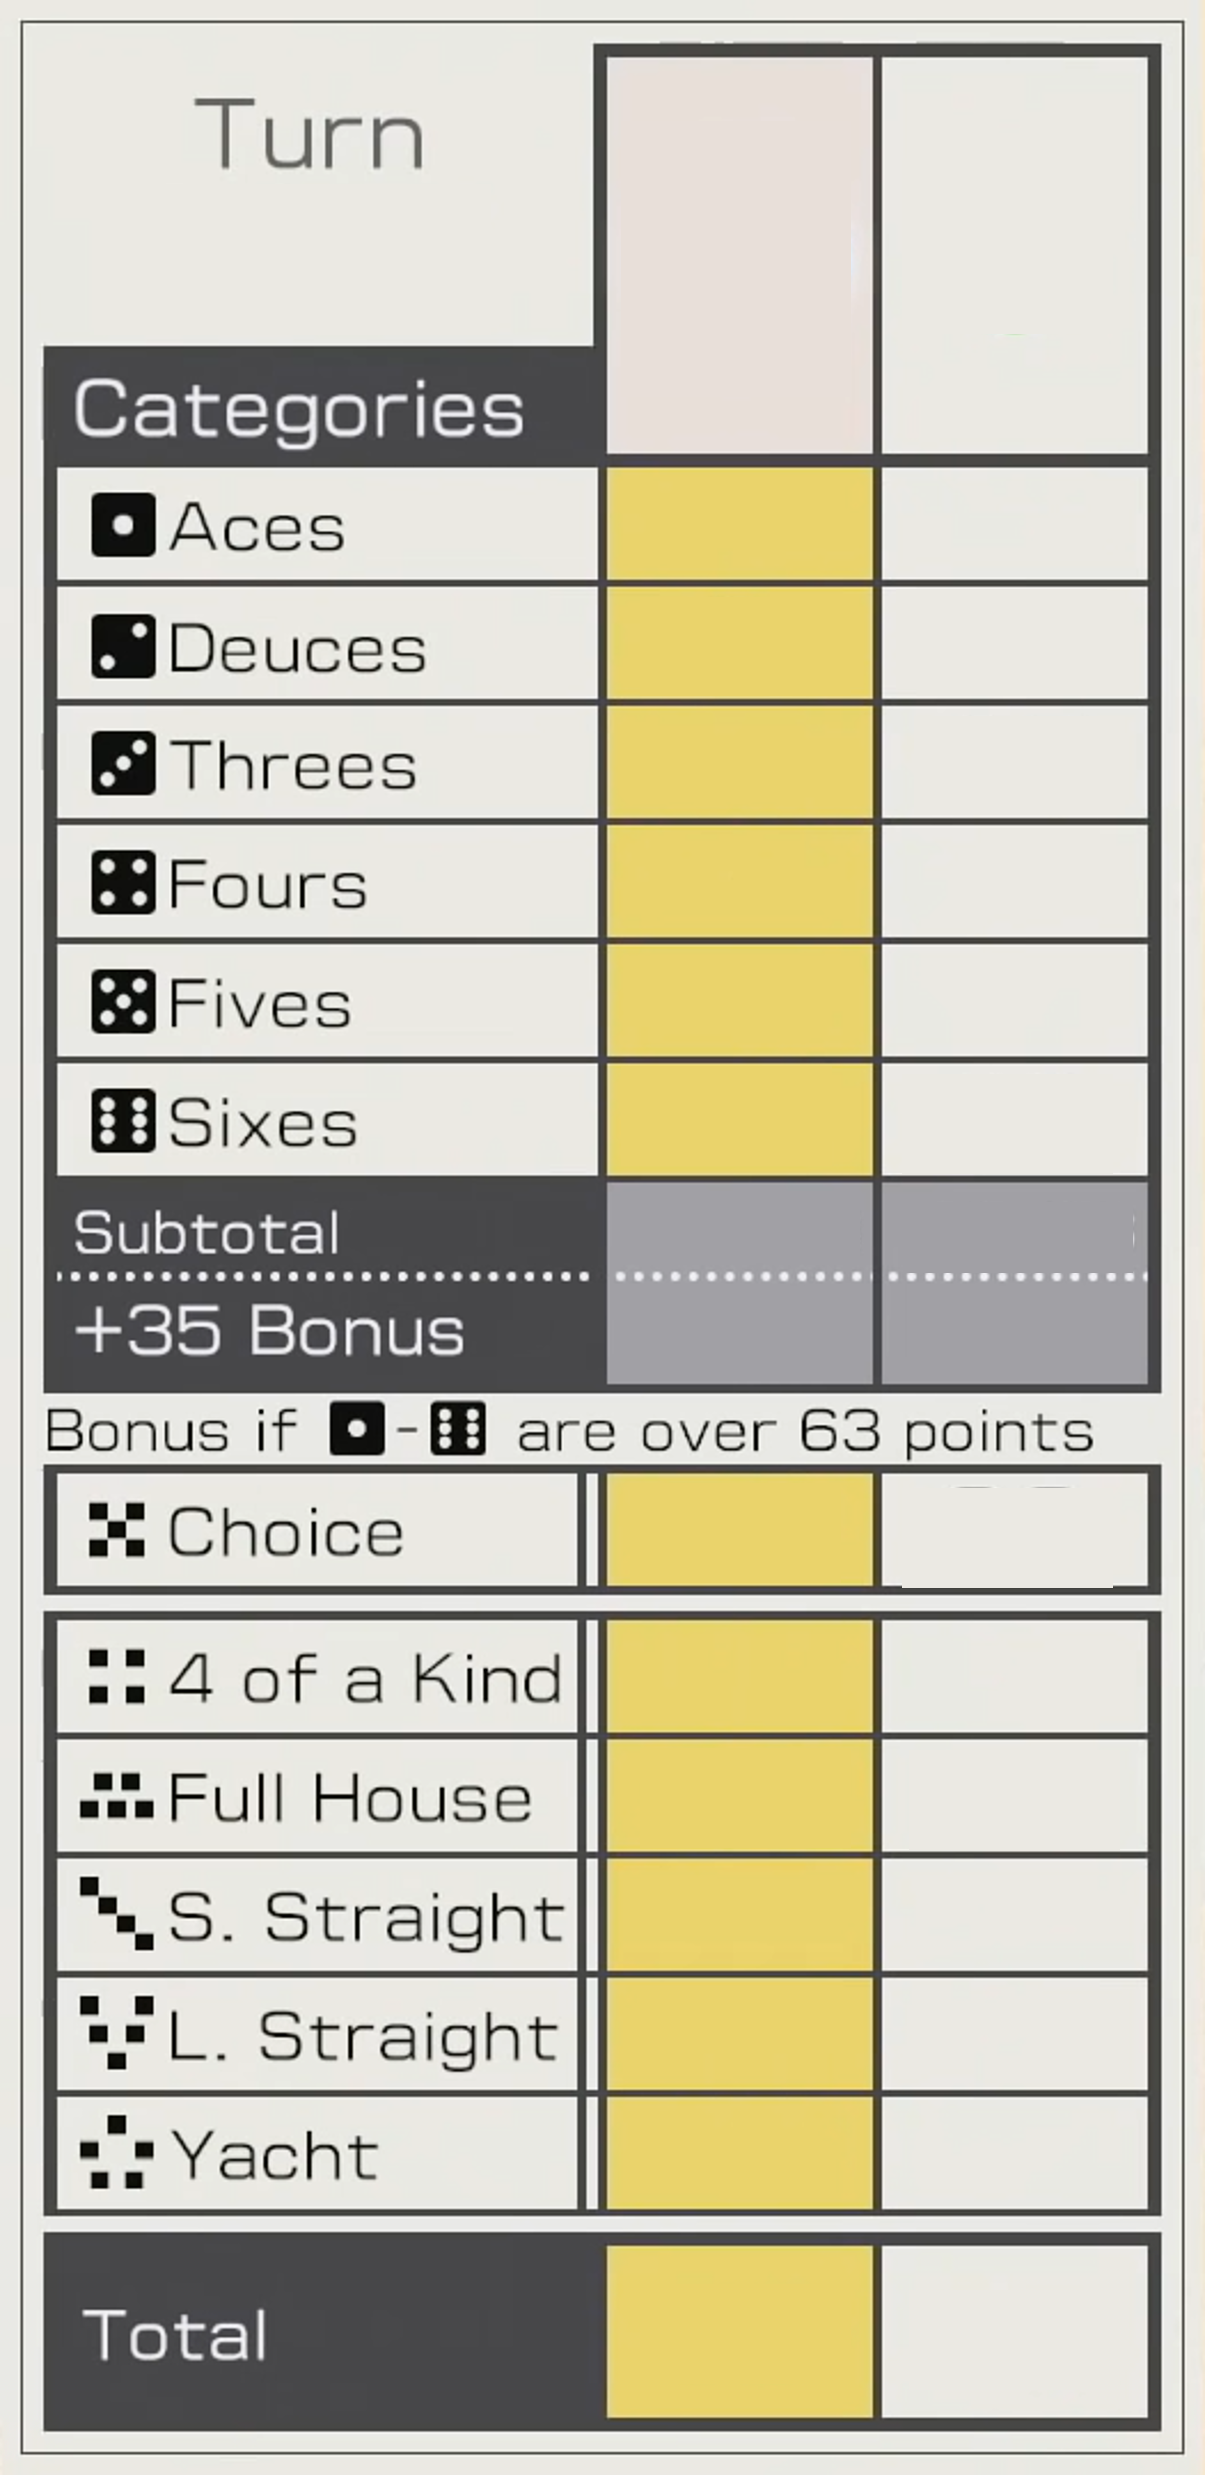 Turn
Categories
Aces
Deuces
Threes
Fours
Fives
Sixes
Subtotal
+35 Bonus
Bonus if - are over 63 points
Choice
4 of a Kind
Full House
S. Straight
L. Straight
Yacht
Total